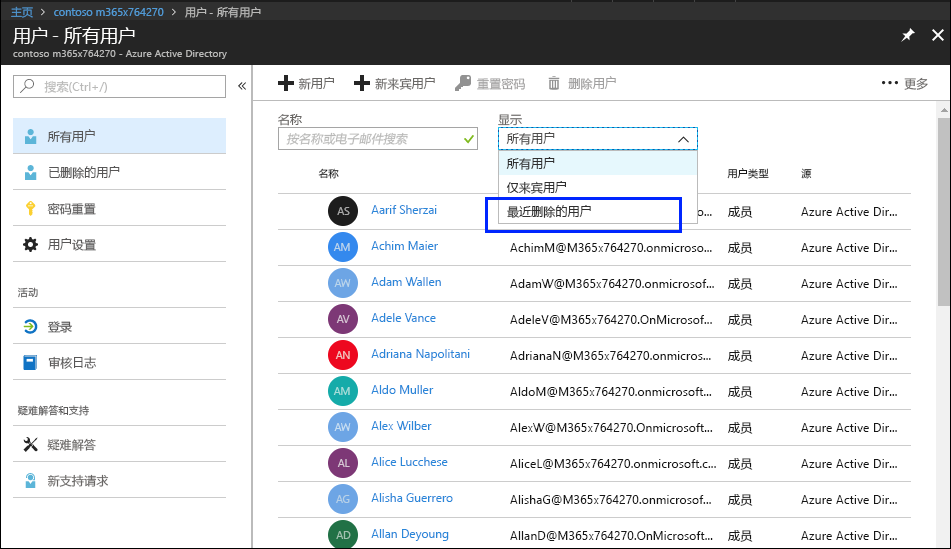 主页 > contoso m365x764270 > 用户 - 所有用户
用户 - 所有用户
contoso m365x764270 - Azure Active Directory
搜索(Ctrl+/)
所有用户
已删除的用户
密码重置
用户设置
活动
登录
审核日志
疑难解答和支持
疑难解答
新支持请求
新用户 新来宾用户 重置密码 删除用户 更多
名称 显示
按名称或电子邮件搜索 所有用户
所有用户
仅来宾用户
最近删除的用户
名称 用户类型 源
AS Aarif Sherzai 成员 Azure Active Dir...
AM Achim Maier AchimM@M365x764270.onmicroso... 成员 Azure Active Dir...
AW Adam Wallen AdamW@M365x764270.onmicrosof... 成员 Azure Active Dir...
AV Adele Vance AdeleV@M365x764270.OnMicrosof... 成员 Azure Active Dir...
AN Adriana Napolitani AdrianaN@M365x764270.onmicros... 成员 Azure Active Dir...
AM Aldo Muller AldoM@M365x764270.onmicrosoft.... 成员 Azure Active Dir...
AW Alex Wilber AlexW@M365x764270.OnMicrosoft... 成员 Azure Active Dir...
AL Alice Lucchese AliceL@M365x764270.onmicrosoft.c... 成员 Azure Active Dir...
AG Alisha Guerrero AlishaG@M365x764270.onmicrosof... 成员 Azure Active Dir...
AD Allan Deyoung AllanD@M365x764270.onmicrosoft... 成员 Azure Active Dir...